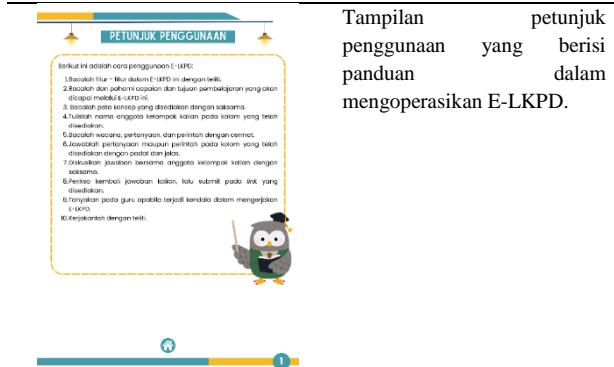 PETUNJUK PENGGUNAAN
Berikut ini adalah cara penggunaan E-LKPD:
1.Bacalah fitur - fitur dalam E-LKPD ini dengan teliti.
2.Bacalah dan pahami capaian dan tujuan pembelajaran yang akan
dicapai melalui E-LKPD ini.
3. Bacalah peta konsep yang disediakan dengan saksama.
4.Tulislah nama anggota kelompok kalian pada kolom yang telah
disediakan.
5.Bacalah wacana, pertanyaan, dan perintah dengan cermat.
6.Jawablah pertanyaan maupun perintah pada kolom yang telah
disediakan dengan padat dan jelas.
7.Diskusikan jawaban bersama anggota kelompok kalian dengan
saksama.
8.Periksa kembali jawaban kalian, lalu submit pada link yang
disediakan.
9.Tanyakan pada guru apabila terjadi kendala dalam mengerjakan
E-LKPD.
10.Kerjakanlah dengan teliti.
1
Tampilan petunjuk
penggunaan yang berisi
panduan dalam
mengoperasikan E-LKPD.